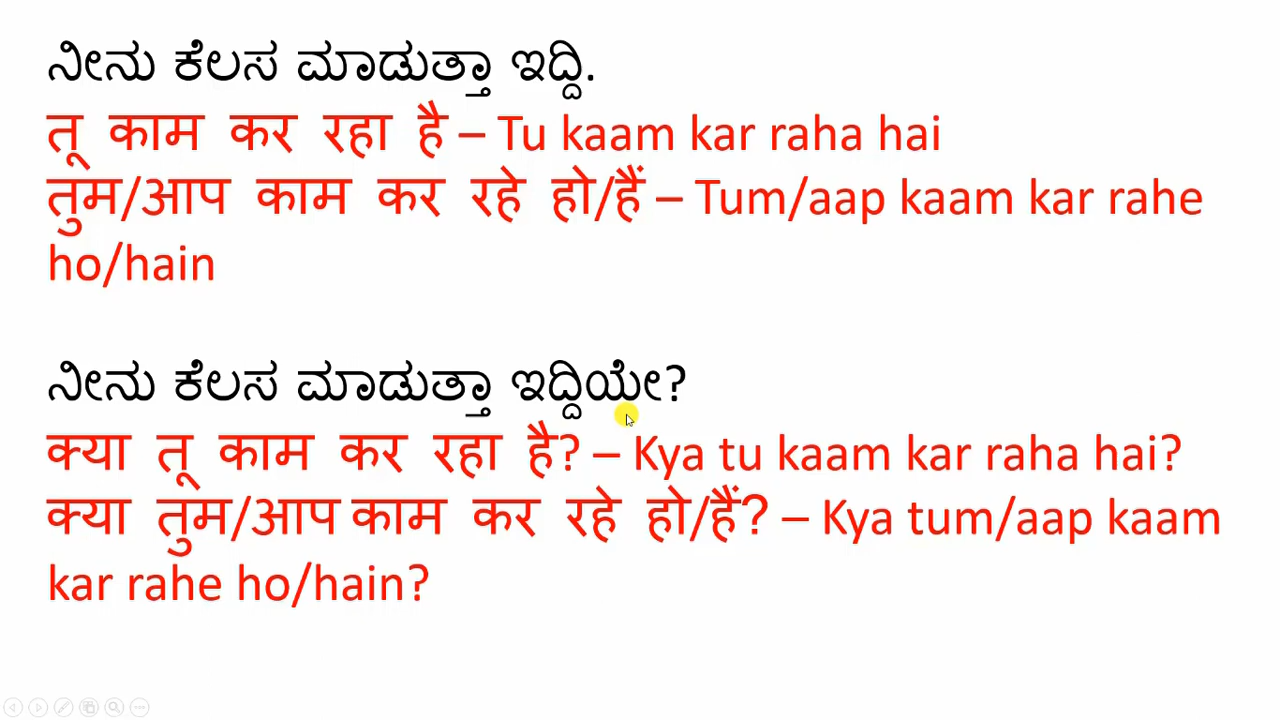 ನೀನು ಕೆಲಸ ಮಾಡುತ್ತಾ ಇದ್ದಿ.
तू काम कर रहा है – Tu kaam kar raha hai
तुम/आप काम कर रहे हो/हैं – Tum/aap kaam kar rahe
ho/hain
ನೀನು ಕೆಲಸ ಮಾಡುತ್ತಾ ಇದ್ದಿಯೇ?
क्या तू काम कर रहा है? – Kya tu kaam kar raha hai?
क्या तुम/आप काम कर रहे हो/हैं? – Kya tum/aap kaam
kar rahe ho/hain?